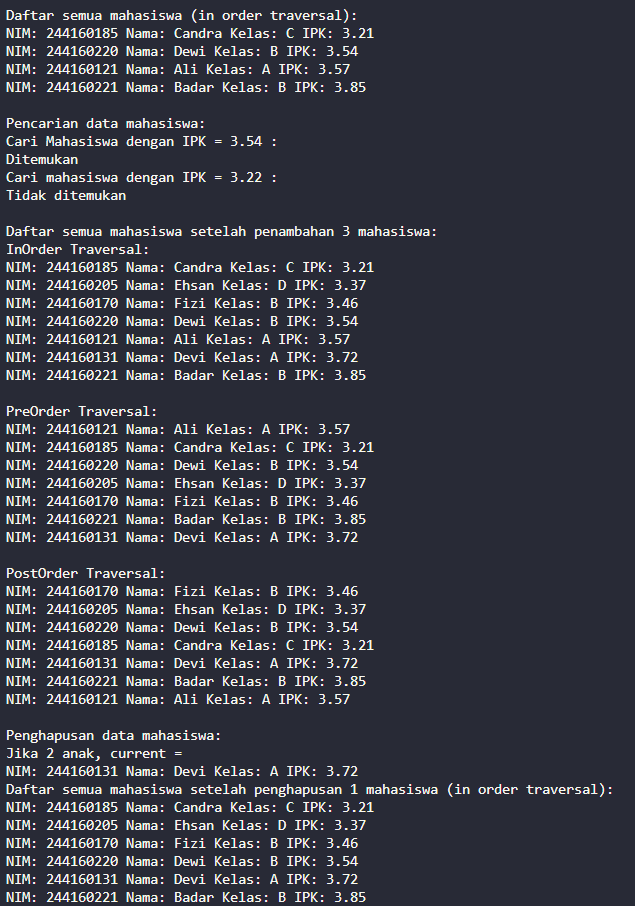 Daftar semua mahasiswa (in order traversal):
NIM: 244160185 Nama: Candra Kelas: C IPK: 3.21
NIM: 244160220 Nama: Dewi Kelas: B IPK: 3.54
NIM: 244160121 Nama: Ali Kelas: A IPK: 3.57
NIM: 244160221 Nama: Badar Kelas: B IPK: 3.85

Pencarian data mahasiswa:
Cari Mahasiswa dengan IPK = 3.54 :
Ditemukan
Cari mahasiswa dengan IPK = 3.22 :
Tidak ditemukan

Daftar semua mahasiswa setelah penambahan 3 mahasiswa:
InOrder Traversal:
NIM: 244160185 Nama: Candra Kelas: C IPK: 3.21
NIM: 244160205 Nama: Ehsan Kelas: D IPK: 3.37
NIM: 244160170 Nama: Fizi Kelas: B IPK: 3.46
NIM: 244160220 Nama: Dewi Kelas: B IPK: 3.54
NIM: 244160121 Nama: Ali Kelas: A IPK: 3.57
NIM: 244160131 Nama: Devi Kelas: A IPK: 3.72
NIM: 244160221 Nama: Badar Kelas: B IPK: 3.85

PreOrder Traversal:
NIM: 244160121 Nama: Ali Kelas: A IPK: 3.57
NIM: 244160185 Nama: Candra Kelas: C IPK: 3.21
NIM: 244160220 Nama: Dewi Kelas: B IPK: 3.54
NIM: 244160205 Nama: Ehsan Kelas: D IPK: 3.37
NIM: 244160170 Nama: Fizi Kelas: B IPK: 3.46
NIM: 244160221 Nama: Badar Kelas: B IPK: 3.85
NIM: 244160131 Nama: Devi Kelas: A IPK: 3.72

PostOrder Traversal:
NIM: 244160170 Nama: Fizi Kelas: B IPK: 3.46
NIM: 244160205 Nama: Ehsan Kelas: D IPK: 3.37
NIM: 244160220 Nama: Dewi Kelas: B IPK: 3.54
NIM: 244160185 Nama: Candra Kelas: C IPK: 3.21
NIM: 244160131 Nama: Devi Kelas: A IPK: 3.72
NIM: 244160221 Nama: Badar Kelas: B IPK: 3.85
NIM: 244160121 Nama: Ali Kelas: A IPK: 3.57

Penghapusan data mahasiswa:
Jika 2 anak, current =
NIM: 244160131 Nama: Devi Kelas: A IPK: 3.72
Daftar semua mahasiswa setelah penghapusan 1 mahasiswa (in order traversal):
NIM: 244160185 Nama: Candra Kelas: C IPK: 3.21
NIM: 244160205 Nama: Ehsan Kelas: D IPK: 3.37
NIM: 244160170 Nama: Fizi Kelas: B IPK: 3.46
NIM: 244160220 Nama: Dewi Kelas: B IPK: 3.54
NIM: 244160131 Nama: Devi Kelas: A IPK: 3.72
NIM: 244160221 Nama: Badar Kelas: B IPK: 3.85